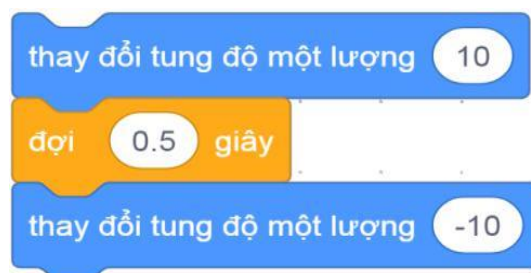 thay đổi tung độ một lượng 10
đợi 0.5 giây
thay đổi tung độ một lượng -10